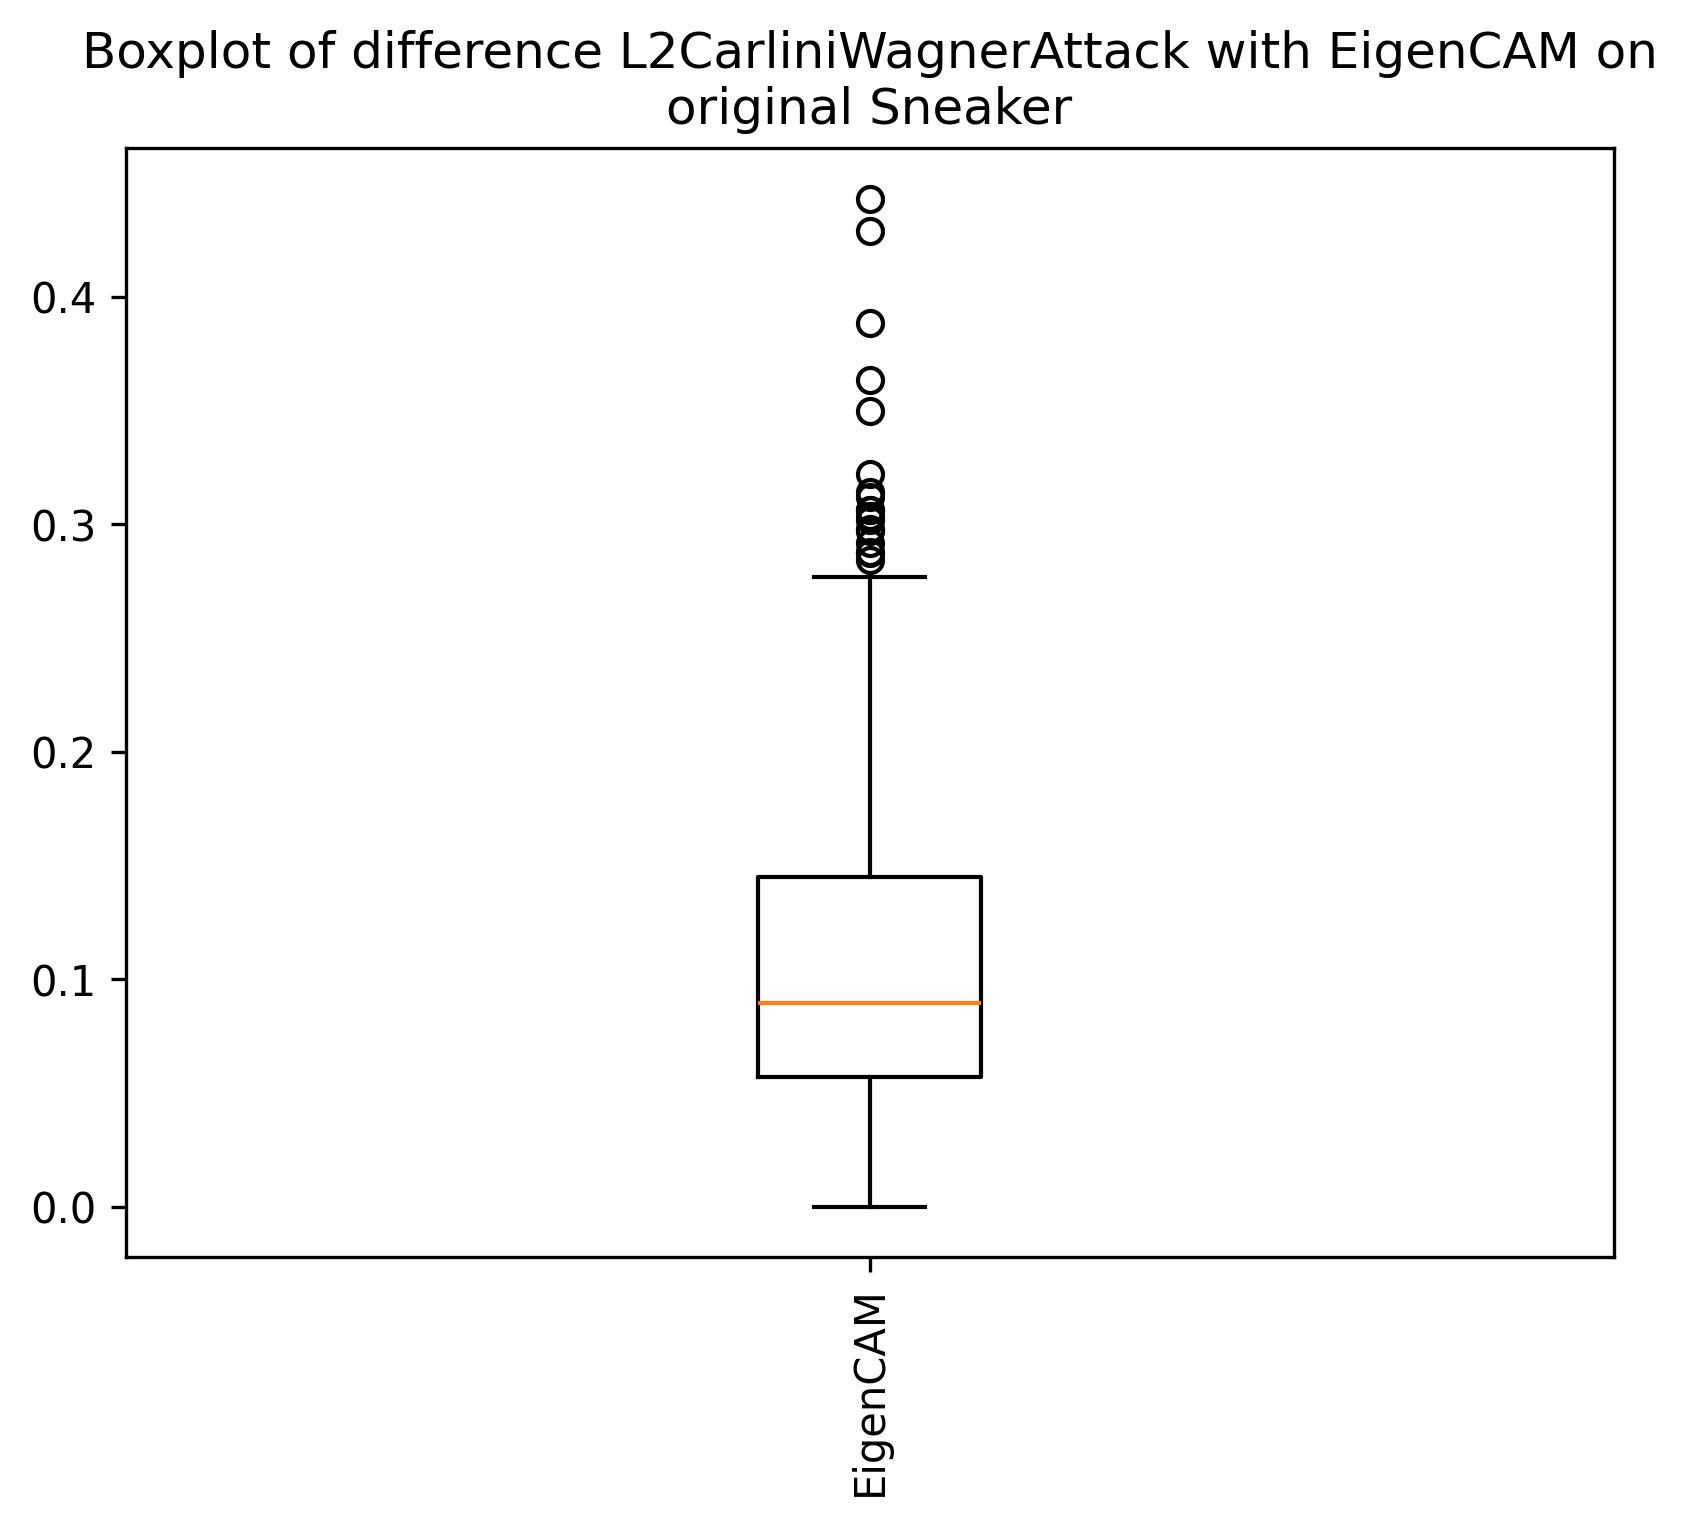 Boxplot of difference L2CarliniWagnerAttack with EigenCAM on
original Sneaker
0.4
0.3
0.2
0.1
0.0
EigenCAM